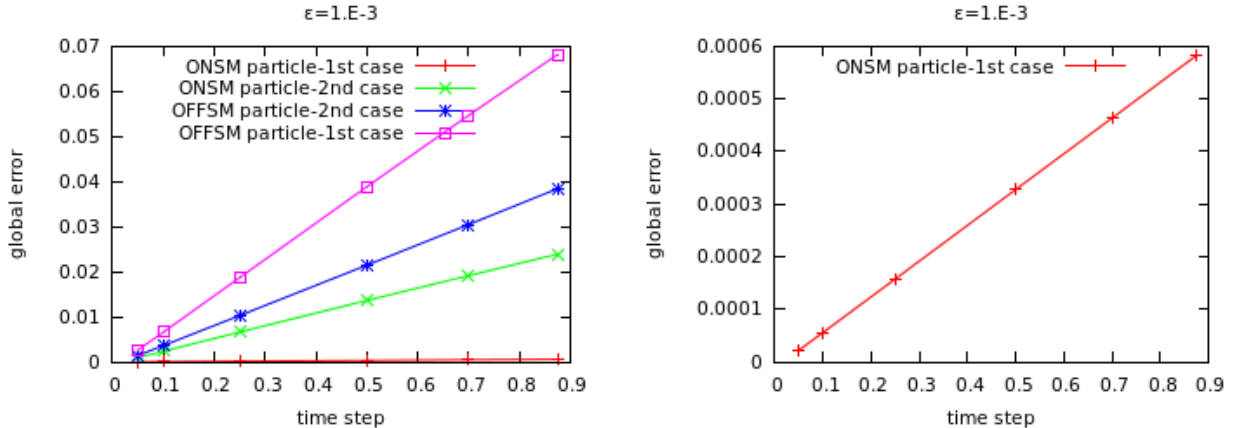 ε=1.E-3
0.07
0.06
0.05
0.04
0.03
0.02
0.01
0
global error
ONSM particle-1st case
ONSM particle-2nd case
OFFSM particle-2nd case
OFFSM particle-1st case
0 0.1 0.2 0.3 0.4 0.5 0.6 0.7 0.8 0.9
time step
ε=1.E-3
0.0006
0.0005
0.0004
0.0003
0.0002
0.0001
0
global error
ONSM particle-1st case
0 0.1 0.2 0.3 0.4 0.5 0.6 0.7 0.8 0.9
time step